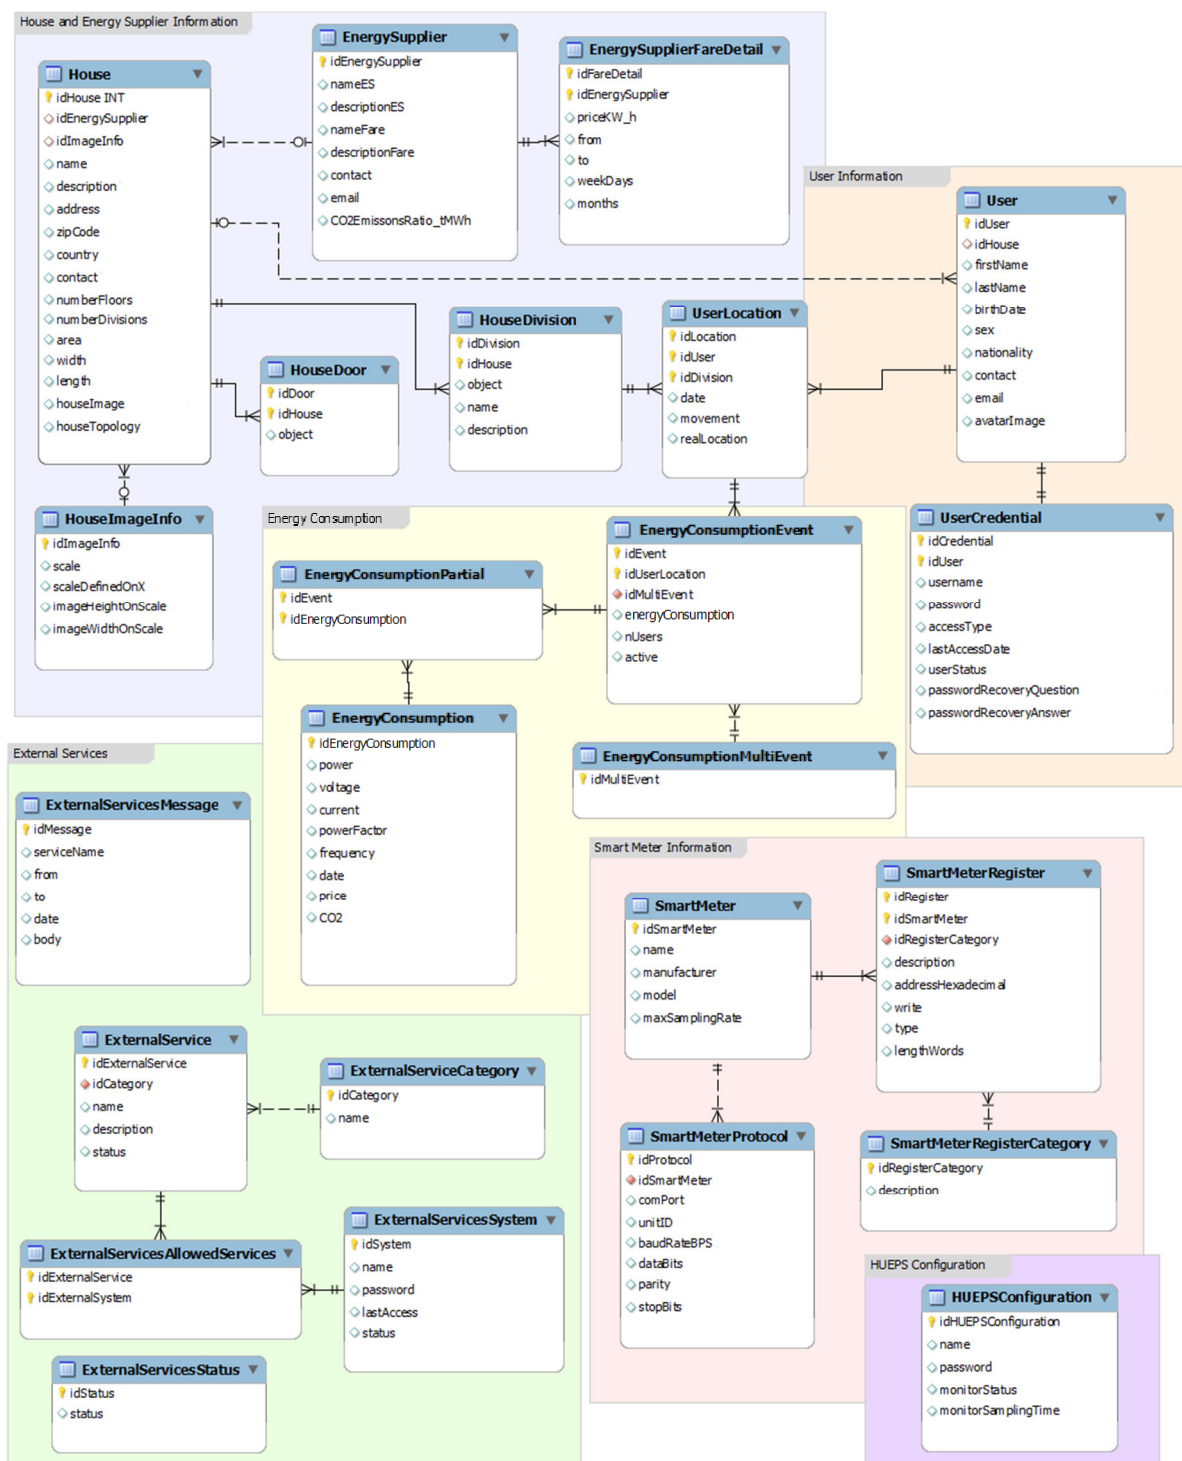 House and Energy Supplier Information
House
idHouse INT
idEnergySupplier
idImageInfo
name
description
address
zipCode
country
contact
numberFloors
numberDivisions
area
width
length
houseImage
houseTopology
EnergySupplier
idEnergySupplier
nameES
descriptionES
nameFare
descriptionFare
contact
email
CO2EmissonsRatio_tMWh
EnergySupplierFareDetail
idFareDetail
idEnergySupplier
priceKW_h
from
to
weekDays
months
HouseDoor
idDoor
idHouse
object
HouseDivision
idDivision
idHouse
object
name
description
UserLocation
idLocation
idUser
idDivision
date
movement
realLocation
HouseImageInfo
idImageInfo
scale
scaleDefinedOnX
imageHeightOnScale
imageWidthOnScale
User Information
User
idUser
idHouse
firstName
lastName
birthDate
sex
nationality
contact
email
avatarImage
UserCredential
idCredential
idUser
username
password
accessType
lastAccessDate
userStatus
passwordRecoveryQuestion
passwordRecoveryAnswer
Energy Consumption
EnergyConsumptionPartial
idEvent
idEnergyConsumption
EnergyConsumptionEvent
idEvent
idUserLocation
idMultiEvent
energyConsumption
nUsers
active
EnergyConsumption
idEnergyConsumption
power
voltage
current
powerFactor
frequency
date
price
CO2
EnergyConsumptionMultiEvent
idMultiEvent
External Services
ExternalServicesMessage
idMessage
serviceName
from
to
date
body
ExternalService
idExternalService
idCategory
name
description
status
ExternalServiceCategory
idCategory
name
ExternalServicesAllowedServices
idExternalService
idExternalSystem
ExternalServicesSystem
idSystem
name
password
lastAccess
status
ExternalServicesStatus
idStatus
status
Smart Meter Information
SmartMeter
idSmartMeter
name
manufacturer
model
maxSamplingRate
SmartMeterRegister
idRegister
idSmartMeter
idRegisterCategory
description
addressHexadecimal
write
type
lengthWords
SmartMeterProtocol
idProtocol
idSmartMeter
comPort
unitID
baudRateBPS
dataBits
parity
stopBits
SmartMeterRegisterCategory
idRegisterCategory
description
HUEPS Configuration
HUEPSConfiguration
idHUEPSConfiguration
name
password
monitorStatus
monitorSamplingTime